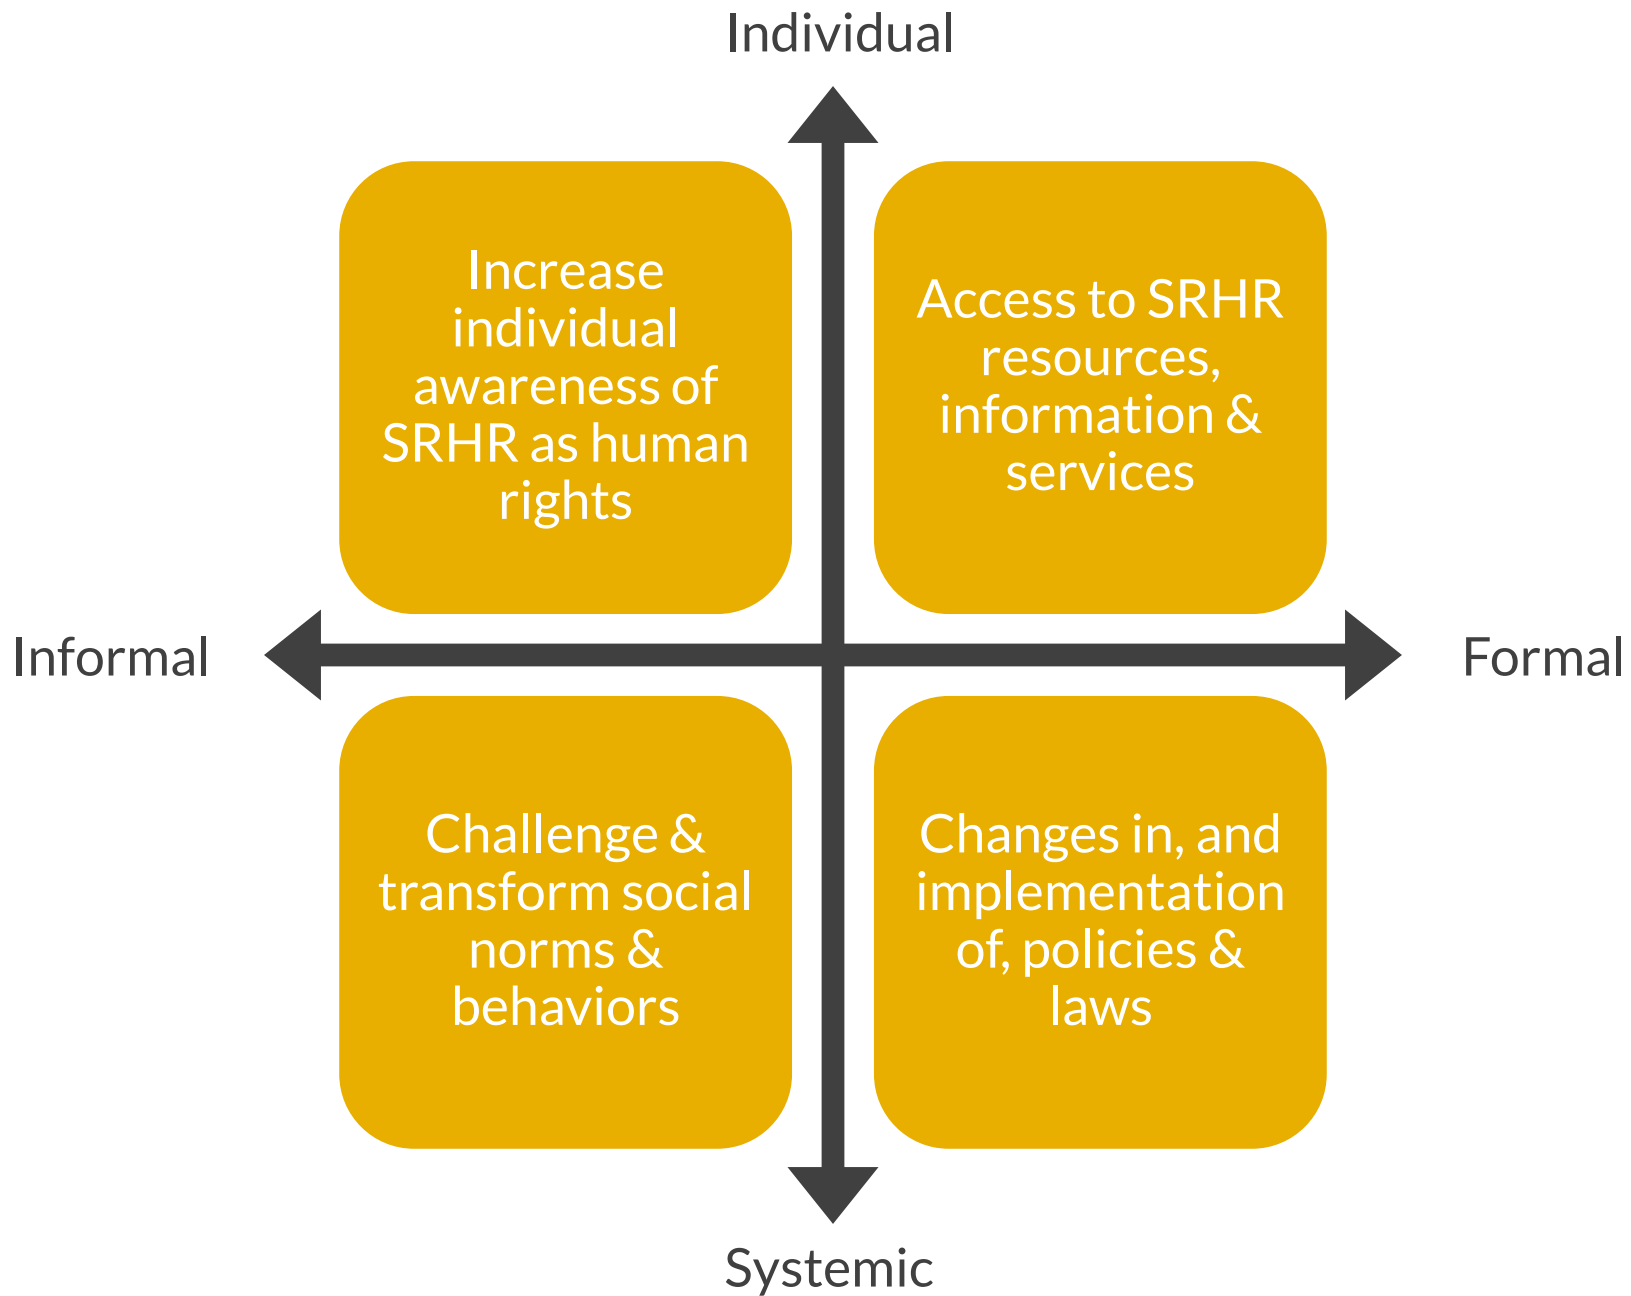 Individual
Increase
individual
awareness of
SRHR as human
rights
Access to SRHR
resources,
information &
services
Informal
Formal
Challenge &
transform social
norms &
behaviors
Changes in, and
implementation
of, policies &
laws
Systemic